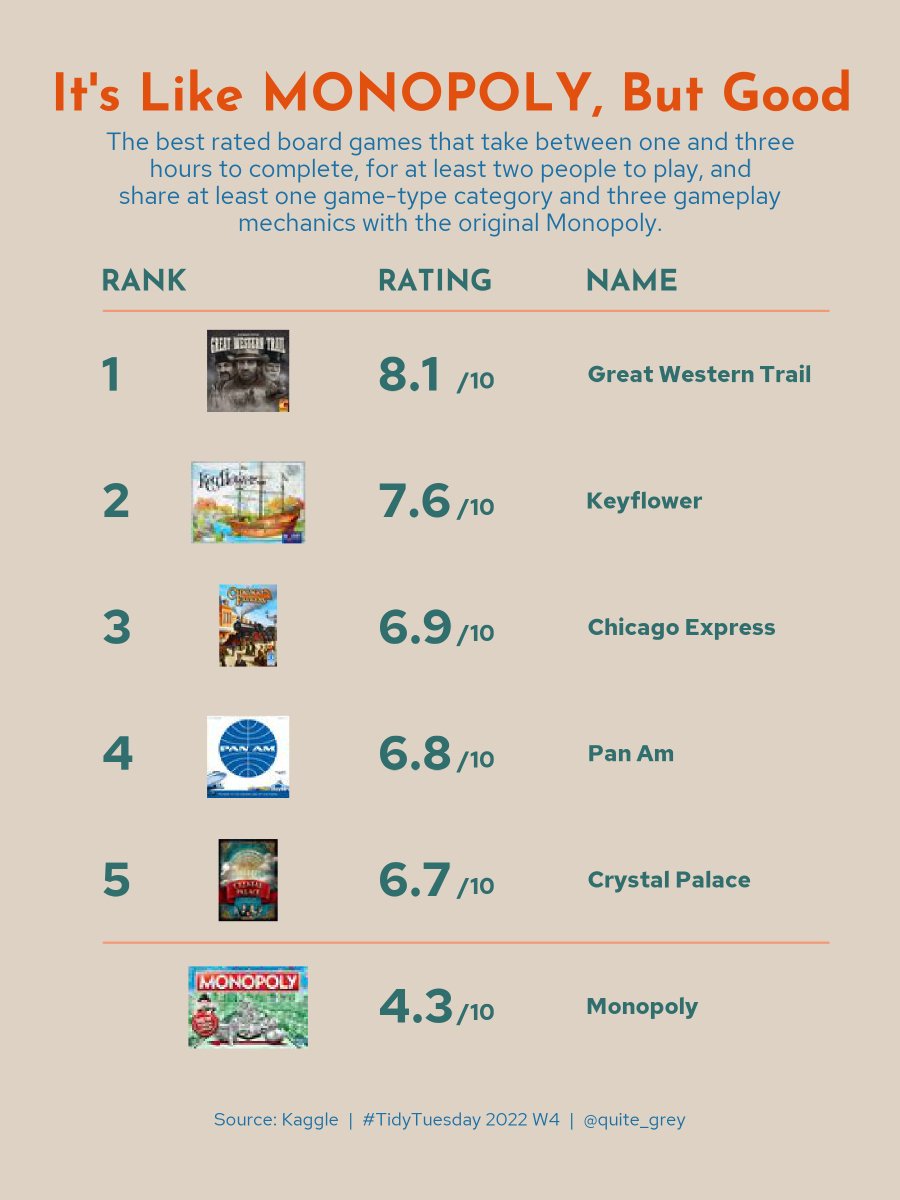 It's Like MONOPOLY, But Good
The best rated board games that take between one and three
hours to complete, for at least two people to play, and
share at least one game-type category and three gameplay
mechanics with the original Monopoly.
RANK RATING NAME
GREAT WESTERN TRAIL
1 8.1 /10 Great Western Trail
Keyflower
2 7.6 /10 Keyflower
3 6.9 /10 Chicago Express
PAN AM
4 6.8 /10 Pan Am
CRYSTAL PALACE
5 6.7 /10 Crystal Palace
MONOPOLY
4.3 /10 Monopoly
Source: Kaggle | #TidyTuesday 2022 W4 | @quite_grey